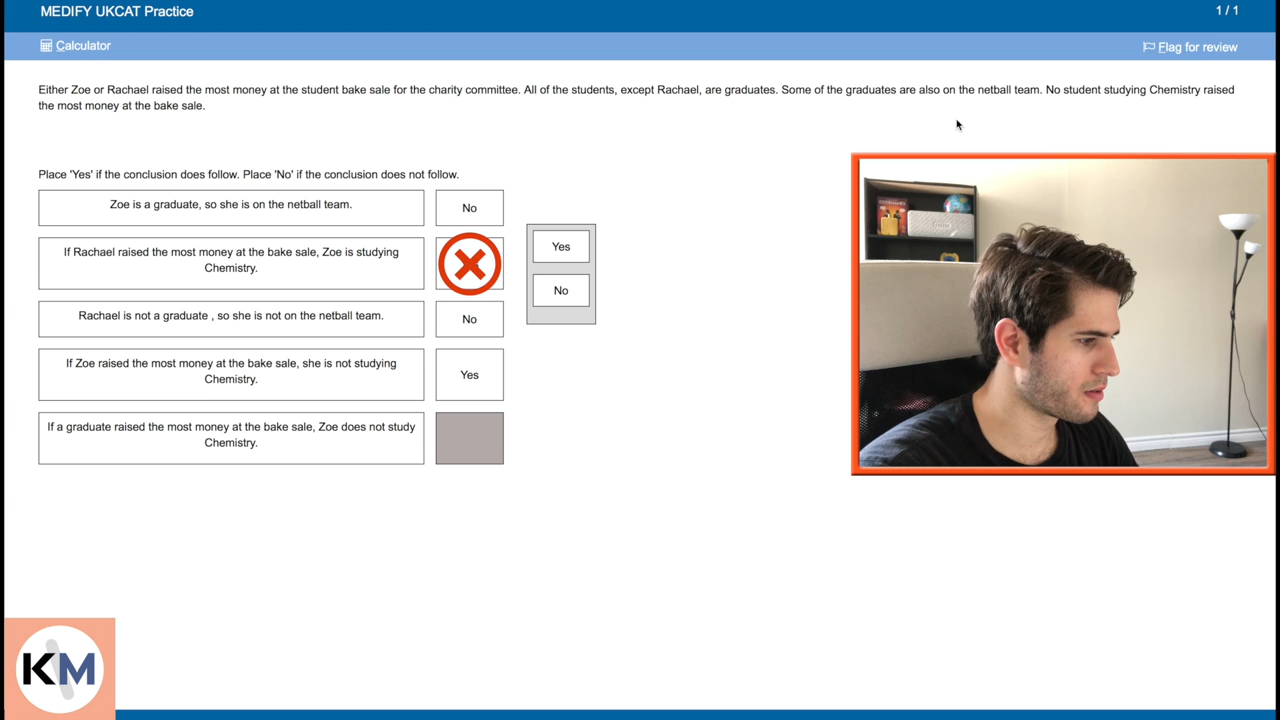 MEDIFY UKCAT Practice
1 / 1
Calculator
Flag for review
Either Zoe or Rachael raised the most money at the student bake sale for the charity committee. All of the students, except Rachael, are graduates. Some of the graduates are also on the netball team. No student studying Chemistry raised
the most money at the bake sale.
Place 'Yes' if the conclusion does follow. Place 'No' if the conclusion does not follow.
Zoe is a graduate, so she is on the netball team.
No
If Rachael raised the most money at the bake sale, Zoe is studying
Chemistry.
Yes
No
Rachael is not a graduate , so she is not on the netball team.
No
If Zoe raised the most money at the bake sale, she is not studying
Chemistry.
Yes
If a graduate raised the most money at the bake sale, Zoe does not study
Chemistry.
KM